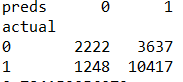 preds 0 1
actual
0 2222 3637
1 1248 10417